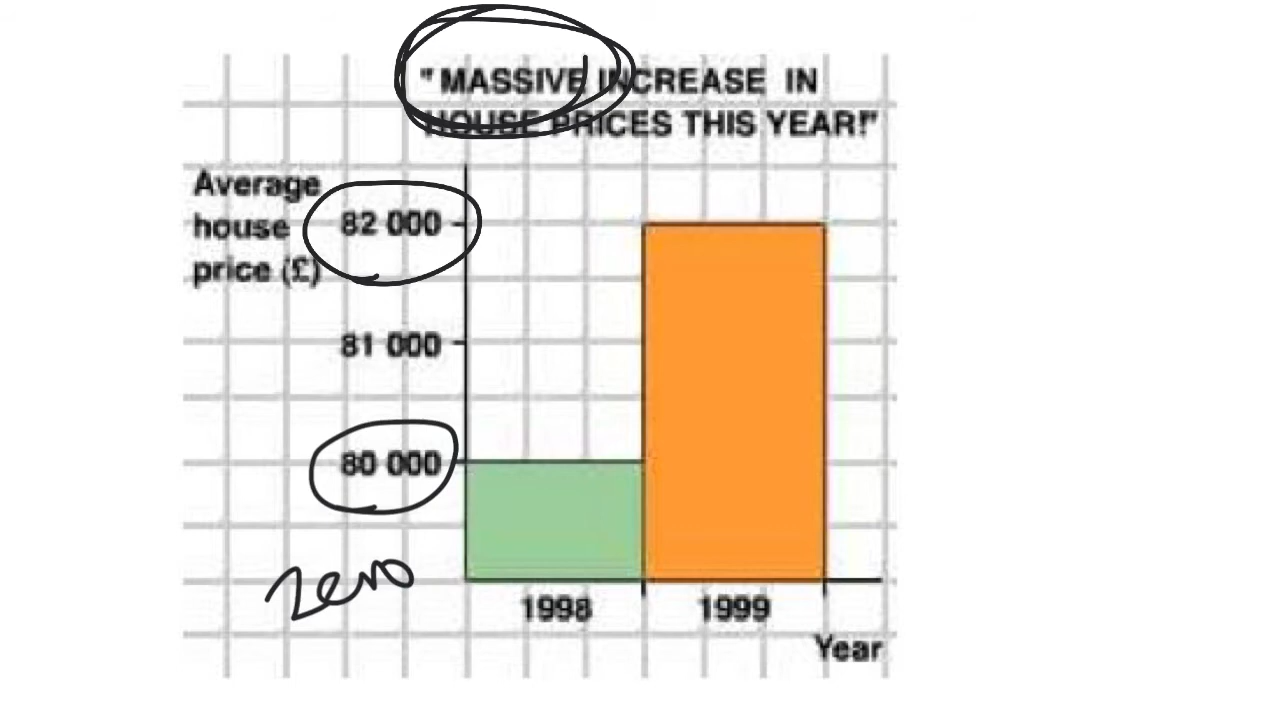 "MASSIVE INCREASE IN
HOUSE PRICES THIS YEAR!"
Average
house
price (£)
82 000
81 000
80 000
zero
1998 1999
Year